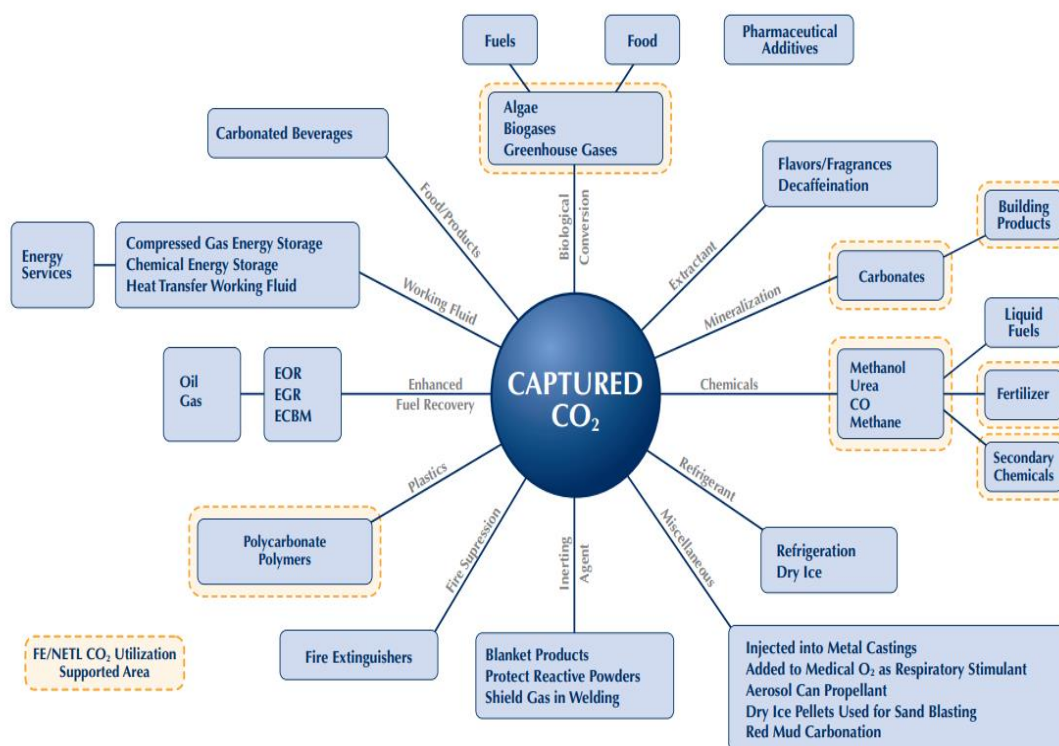 Fuels
Food
Pharmaceutical
Additives
Algae
Biogases
Greenhouse Gases
Carbonated Beverages
Flavors/Fragrances
Decaffeination
Building
Products
Food/Products
Biological
Conversion
Extractant
Energy
Services
Compressed Gas Energy Storage
Chemical Energy Storage
Heat Transfer Working Fluid
Working Fluid
Mineralization
Carbonates
Liquid
Fuels
Oil
Gas
EOR
EGR
ECBM
Enhanced
Fuel Recovery
CAPTURED
CO₂
Chemicals
Methanol
Urea
CO
Methane
Fertilizer
Secondary
Chemicals
Plastics
Refrigerant
Polycarbonate
Polymers
Fire Supression
Inerting
Agent
Miscellaneous
Refrigeration
Dry Ice
FE/NETL CO₂ Utilization
Supported Area
Fire Extinguishers
Blanket Products
Protect Reactive Powders
Shield Gas in Welding
Injected into Metal Castings
Added to Medical O₂ as Respiratory Stimulant
Aerosol Can Propellant
Dry Ice Pellets Used for Sand Blasting
Red Mud Carbonation